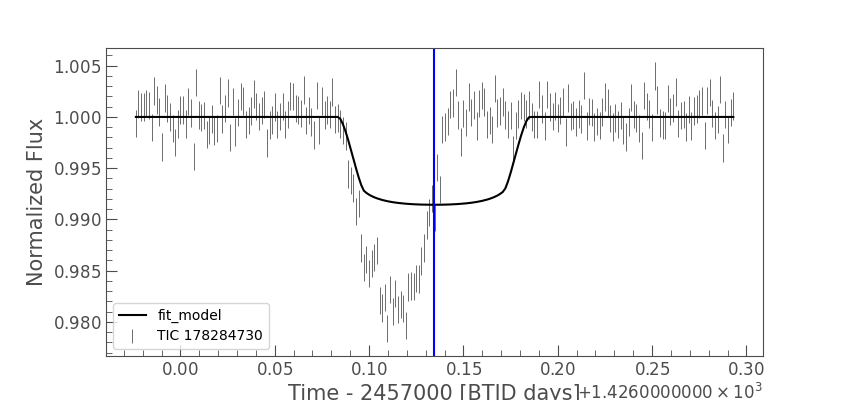 1.005
1.000
0.995
0.990
0.985
0.980
Normalized Flux
fit_model
TIC 178284730
0.00 0.05 0.10 0.15 0.20 0.25 0.30
Time - 2457000 [BTJD days]
+1.4260000000 × 10³